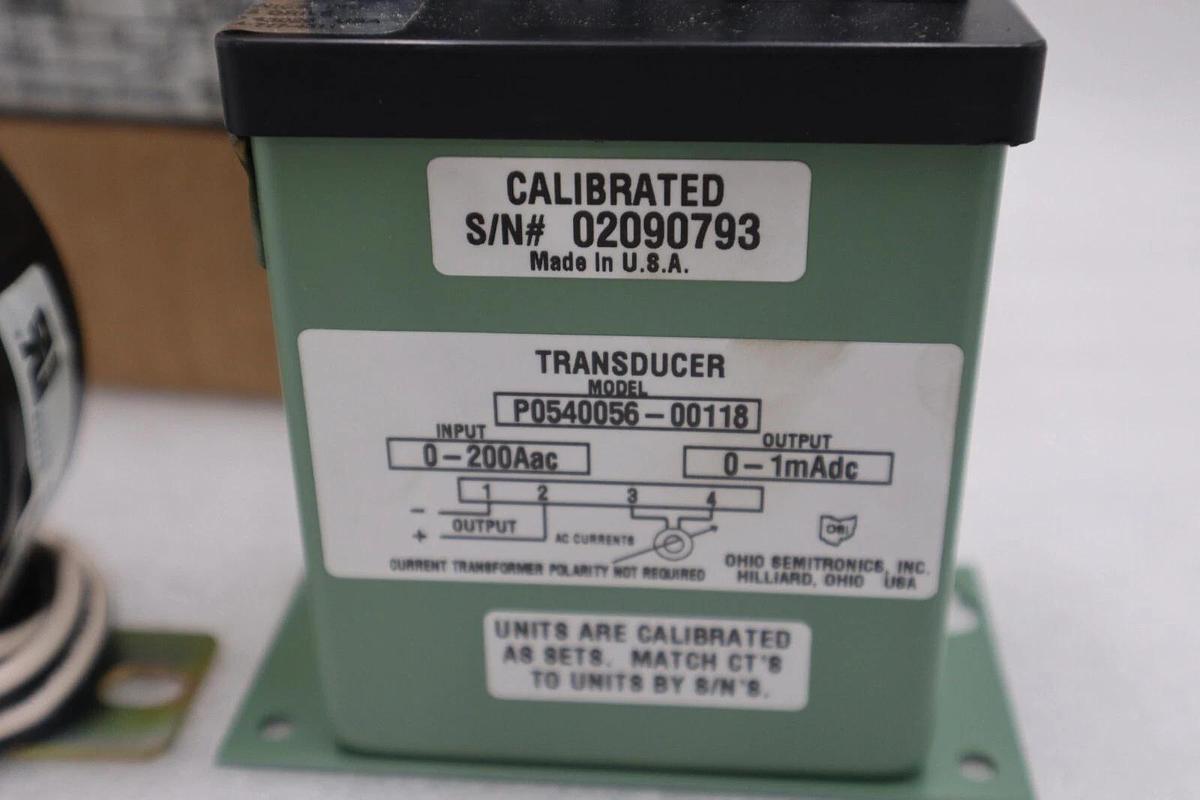 CALIBRATED
S/N# 02090793
Made In U.S.A.
TRANSDUCER
MODEL
P0540056-00118
INPUT OUTPUT
0-200Aac 0-1mAdc
1 2 3 4
- + OUTPUT
AC CURRENTS
OSI
CURRENT TRANSFORMER POLARITY NOT REQUIRED
OHIO SEMITRONICS, INC.
HILLIARD, OHIO USA
UNITS ARE CALIBRATED
AS SETS. MATCH CT'S
TO UNITS BY S/N'S.